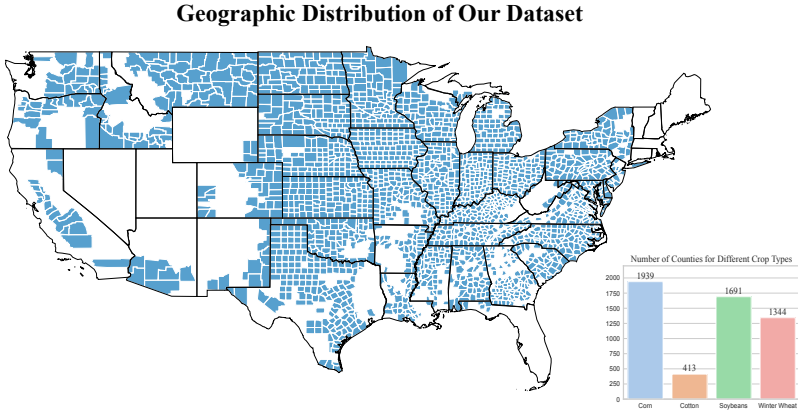 Geographic Distribution of Our Dataset
Number of Counties for Different Crop Types
1939
413
1691
1344
2000
1750
1500
1250
1000
750
500
250
0
Corn
Cotton
Soybeans
Winter Wheat